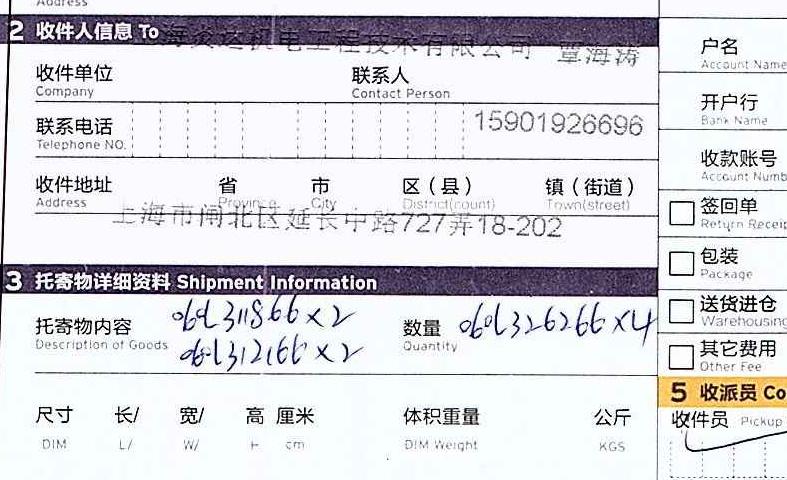 Address
2 收件人信息 To
海炎达机电工程技术有限公司 覃海涛
收件单位 联系人
Company Contact Person
联系电话 15901926696
Telephone NO.
收件地址 省 市 区（县） 镇（街道）
Address Province City District(count) Town(street)
上海市闸北区延长中路727弄18-202
3 托寄物详细资料 Shipment Information
托寄物内容 060L311866×2 数量 060L326266×4
Description of Goods 060L312166×2 Quantity
尺寸 长/ 宽/ 高 厘米 体积重量 公斤
DIM L/ W/ H cm DIM Weight KGS
户名
Account Name
开户行
Bank Name
收款账号
Account Numb
签回单
Return Receip
包装
Package
送货进仓
Warehousing
其它费用
Other Fee
5 收派员 Co
收件员 Pickup